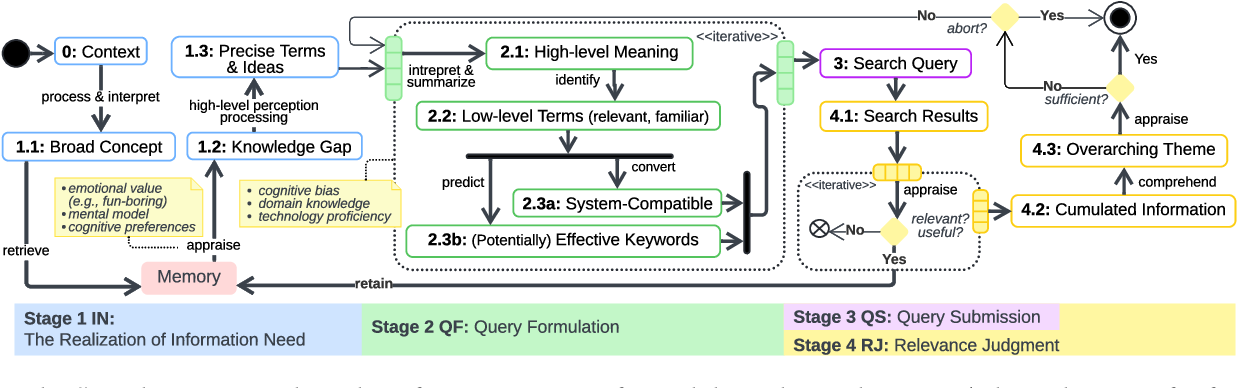 0: Context
process & interpret
1.1: Broad Concept
• emotional value
(e.g., fun-boring)
• mental model
• cognitive preferences
retrieve
Memory
appraise
1.2: Knowledge Gap
high-level perception
processing
1.3: Precise Terms
& Ideas
• cognitive bias
• domain knowledge
• technology proficiency
<<iterative>>
intrepret &
summarize
2.1: High-level Meaning
identify
2.2: Low-level Terms (relevant, familiar)
predict
convert
2.3a: System-Compatible
2.3b: (Potentially) Effective Keywords
3: Search Query
4.1: Search Results
<<iterative>>
appraise
relevant?
useful?
No
Yes
retain
4.2: Cumulated Information
comprehend
4.3: Overarching Theme
appraise
sufficient?
No
Yes
abort?
No
Yes
Stage 1 IN:
The Realization of Information Need
Stage 2 QF: Query Formulation
Stage 3 QS: Query Submission
Stage 4 RJ: Relevance Judgment